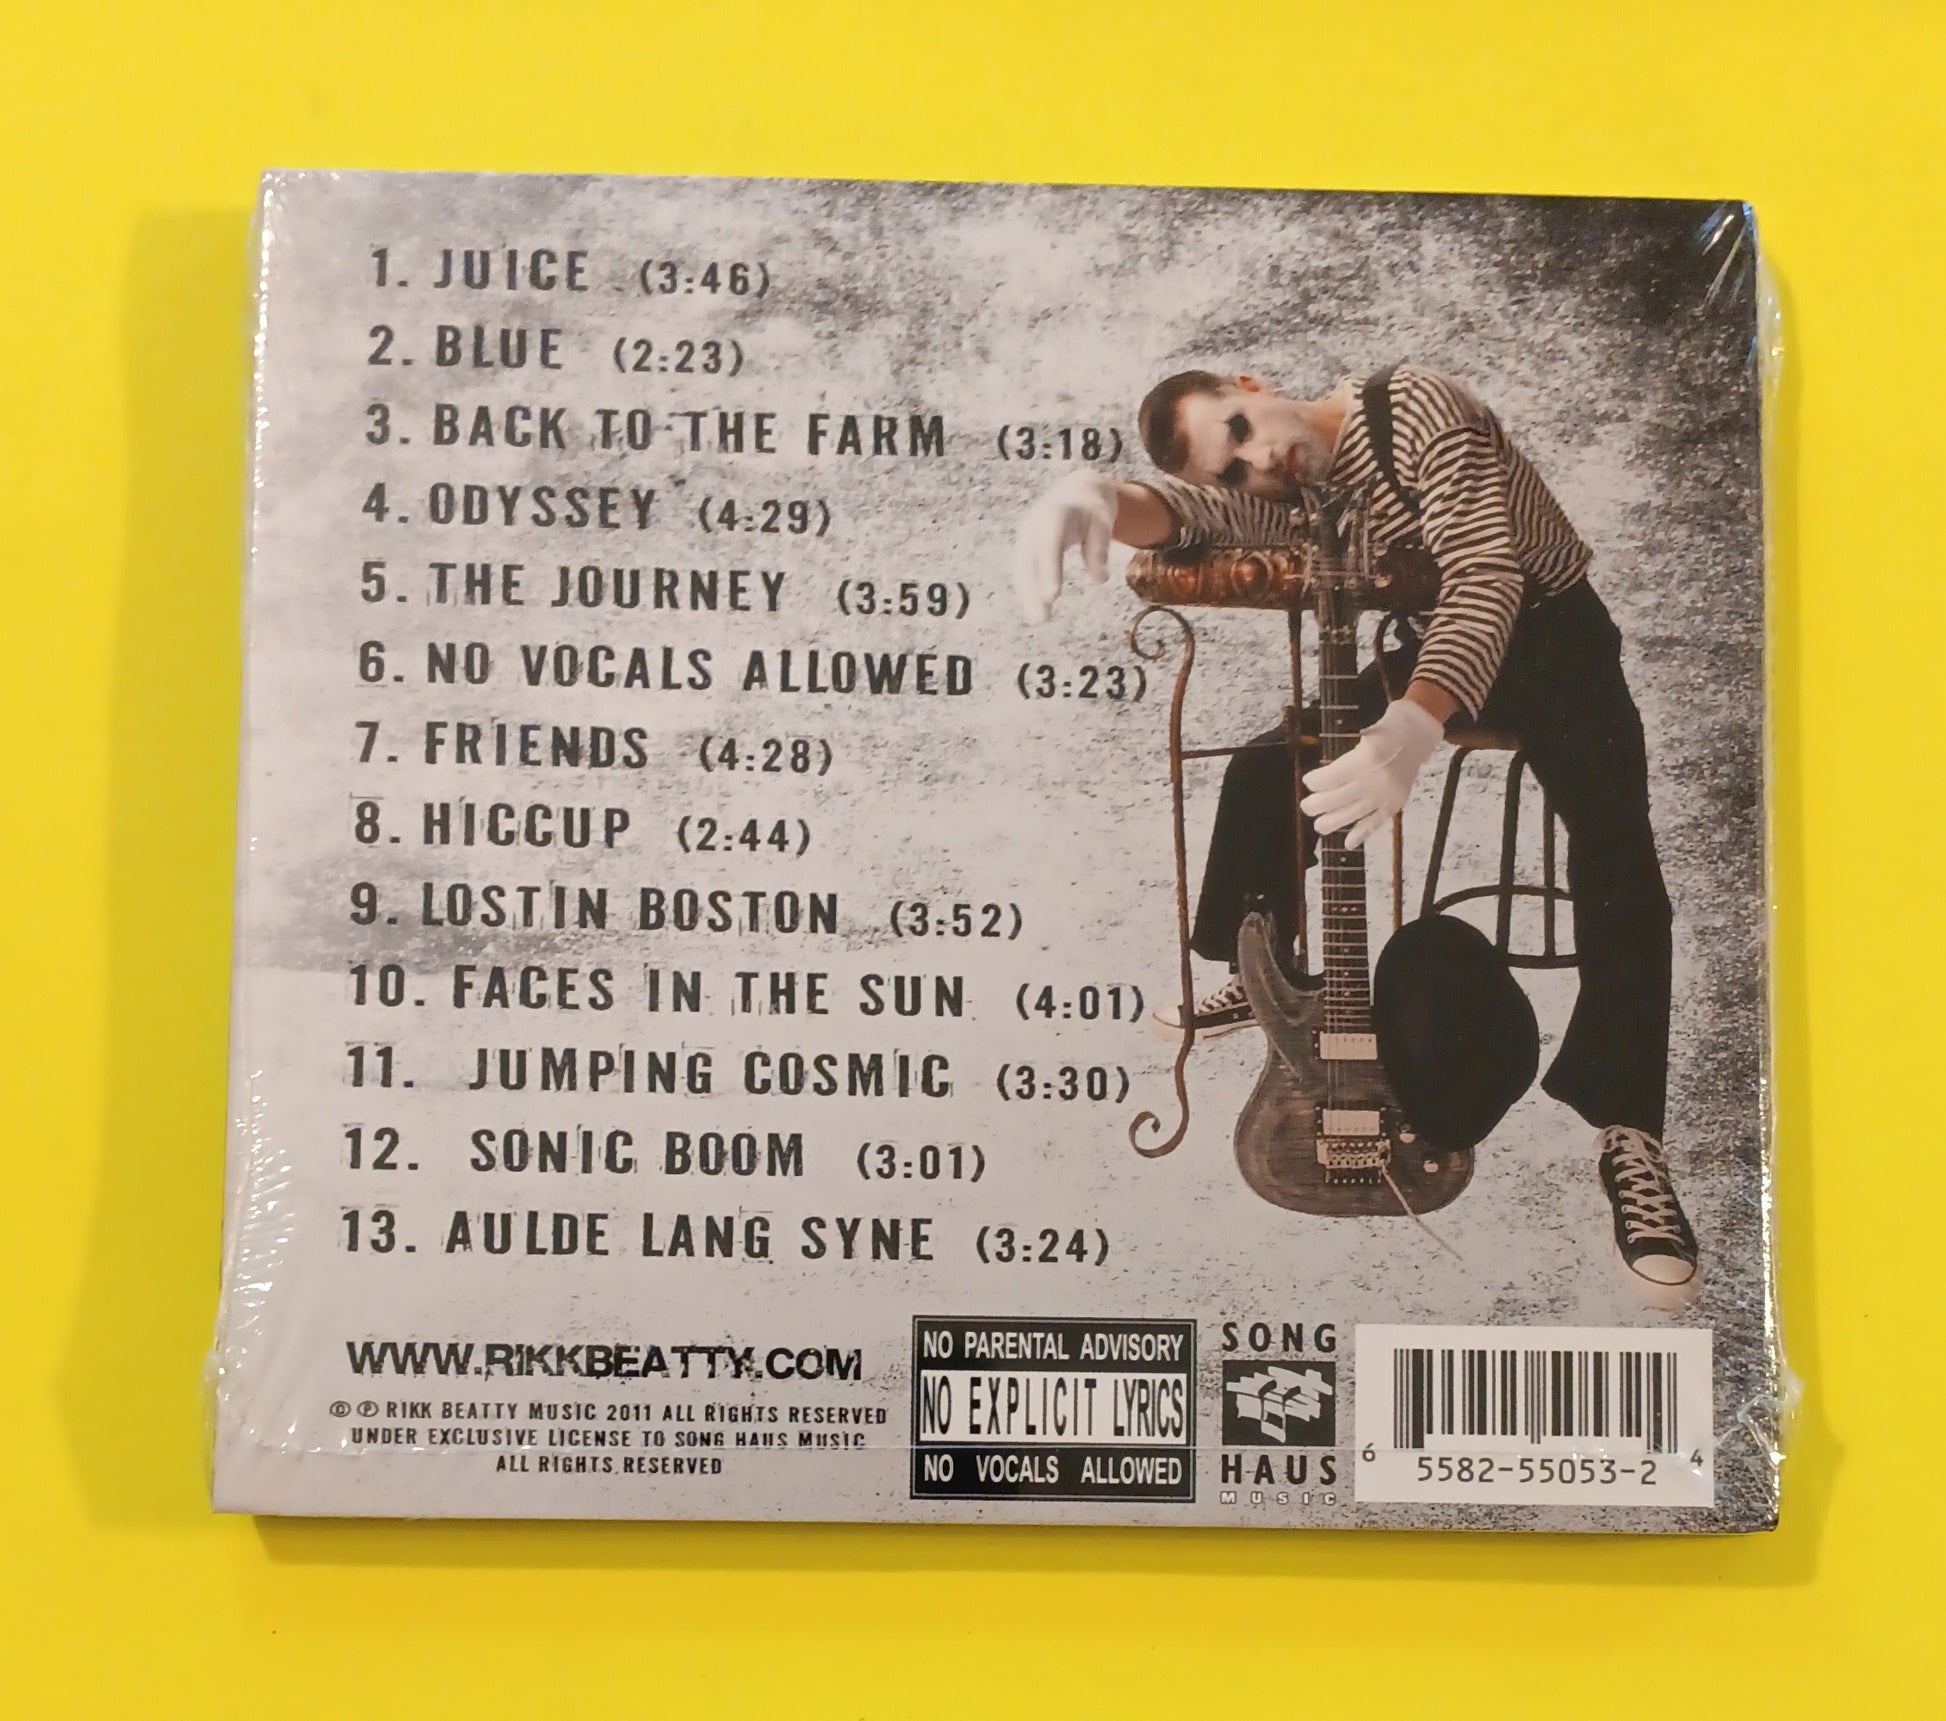 1. JUICE (3:46)
2. BLUE (2:23)
3. BACK TO THE FARM (3:18)
4. ODYSSEY (4:29)
5. THE JOURNEY (3:59)
6. NO VOCALS ALLOWED (3:23)
7. FRIENDS (4:28)
8. HICCUP (2:44)
9. LOST IN BOSTON (3:52)
10. FACES IN THE SUN (4:01)
11. JUMPING COSMIC (3:30)
12. SONIC BOOM (3:01)
13. AULDE LANG SYNE (3:24)
WWW.RIKKBEATTY.COM
© ℗ RIKK BEATTY MUSIC 2011 ALL RIGHTS RESERVED
UNDER EXCLUSIVE LICENSE TO SONG HAUS MUSIC
ALL RIGHTS RESERVED
NO PARENTAL ADVISORY
NO EXPLICIT LYRICS
NO VOCALS ALLOWED
SONG
HAUS
MUSIC
6 5582-55053-2 4